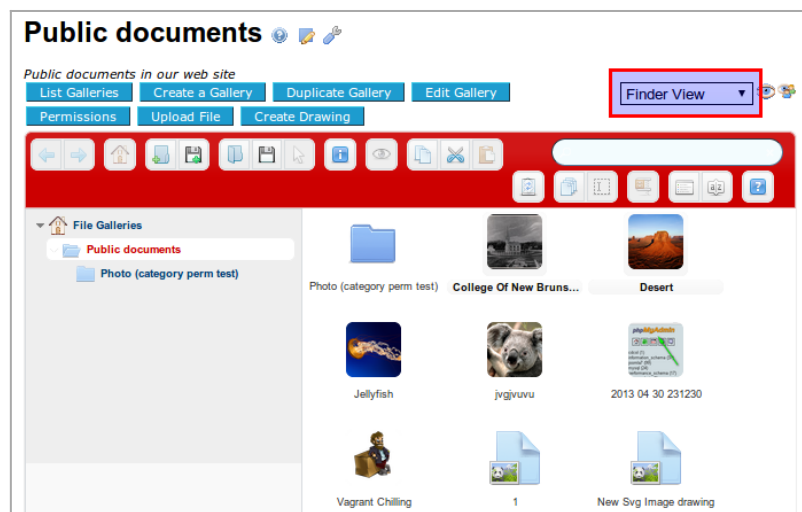 Public documents
Public documents in our web site
List Galleries Create a Gallery Duplicate Gallery Edit Gallery
Finder View
Permissions Upload File Create Drawing
File Galleries
Public documents
Photo (category perm test)
Photo (category perm test) College Of New Bruns... Desert
phpMyAdmin
Jellyfish jvgjvuvu 2013 04 30 231230
Vagrant Chilling 1 New Svg Image drawing